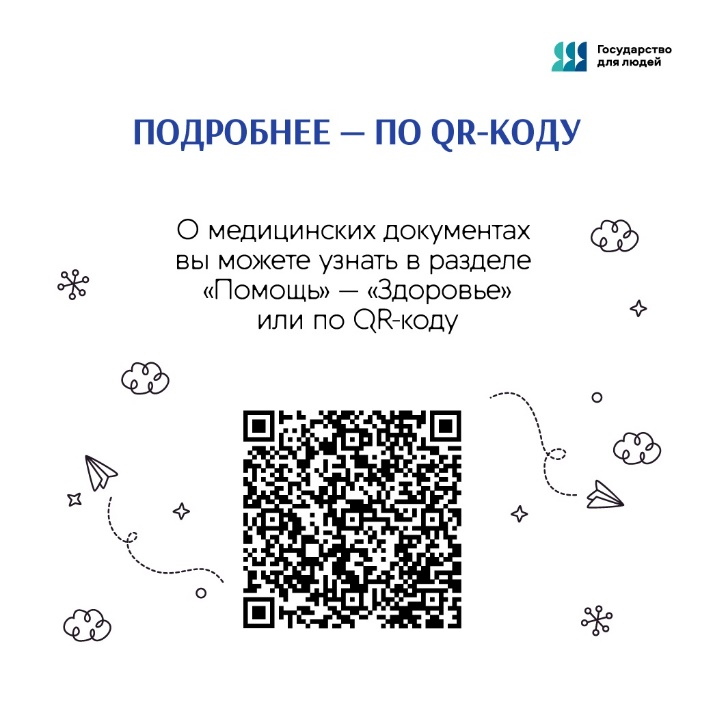 Государство
для людей
ПОДРОБНЕЕ — ПО QR-КОДУ
О медицинских документах
вы можете узнать в разделе
«Помощь» — «Здоровье»
или по QR-коду